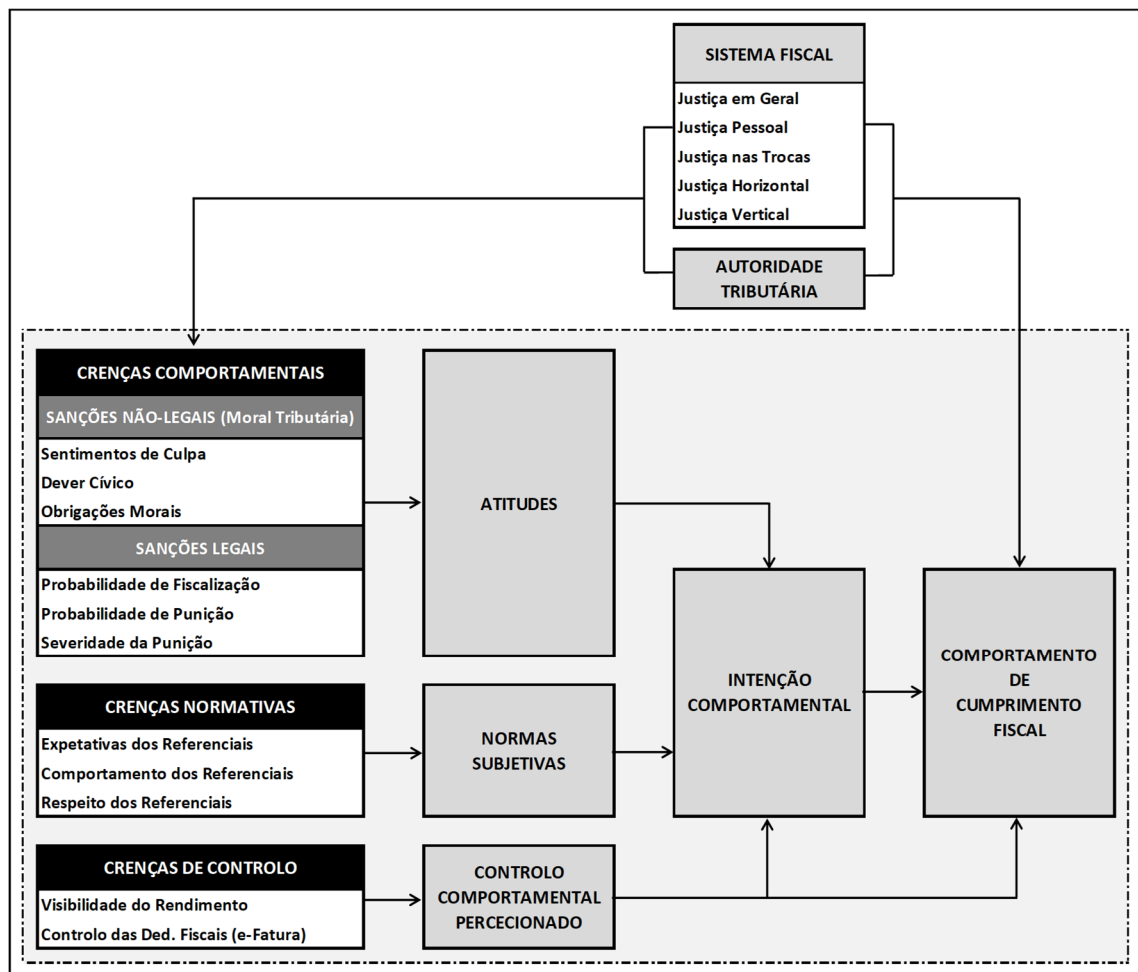 SISTEMA FISCAL
Justiça em Geral
Justiça Pessoal
Justiça nas Trocas
Justiça Horizontal
Justiça Vertical
AUTORIDADE
TRIBUTÁRIA
CRENÇAS COMPORTAMENTAIS
SANÇÕES NÃO-LEGAIS (Moral Tributária)
Sentimentos de Culpa
Dever Cívico
Obrigações Morais
SANÇÕES LEGAIS
Probabilidade de Fiscalização
Probabilidade de Punição
Severidade da Punição
ATITUDES
CRENÇAS NORMATIVAS
Expetativas dos Referenciais
Comportamento dos Referenciais
Respeito dos Referenciais
NORMAS
SUBJETIVAS
CRENÇAS DE CONTROLO
Visibilidade do Rendimento
Controlo das Ded. Fiscais (e-Fatura)
CONTROLO
COMPORTAMENTAL
PERCECIONADO
INTENÇÃO
COMPORTAMENTAL
COMPORTAMENTO
DE
CUMPRIMENTO
FISCAL